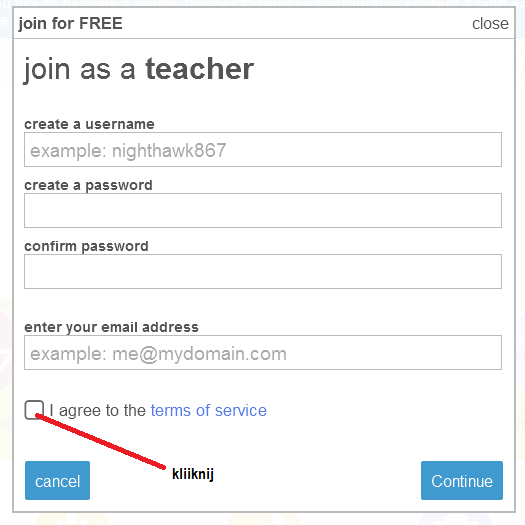 join for FREE close
join as a teacher
create a username
example: nighthawk867
create a password
confirm password
enter your email address
example: me@mydomain.com
I agree to the terms of service
kliiknij
cancel Continue